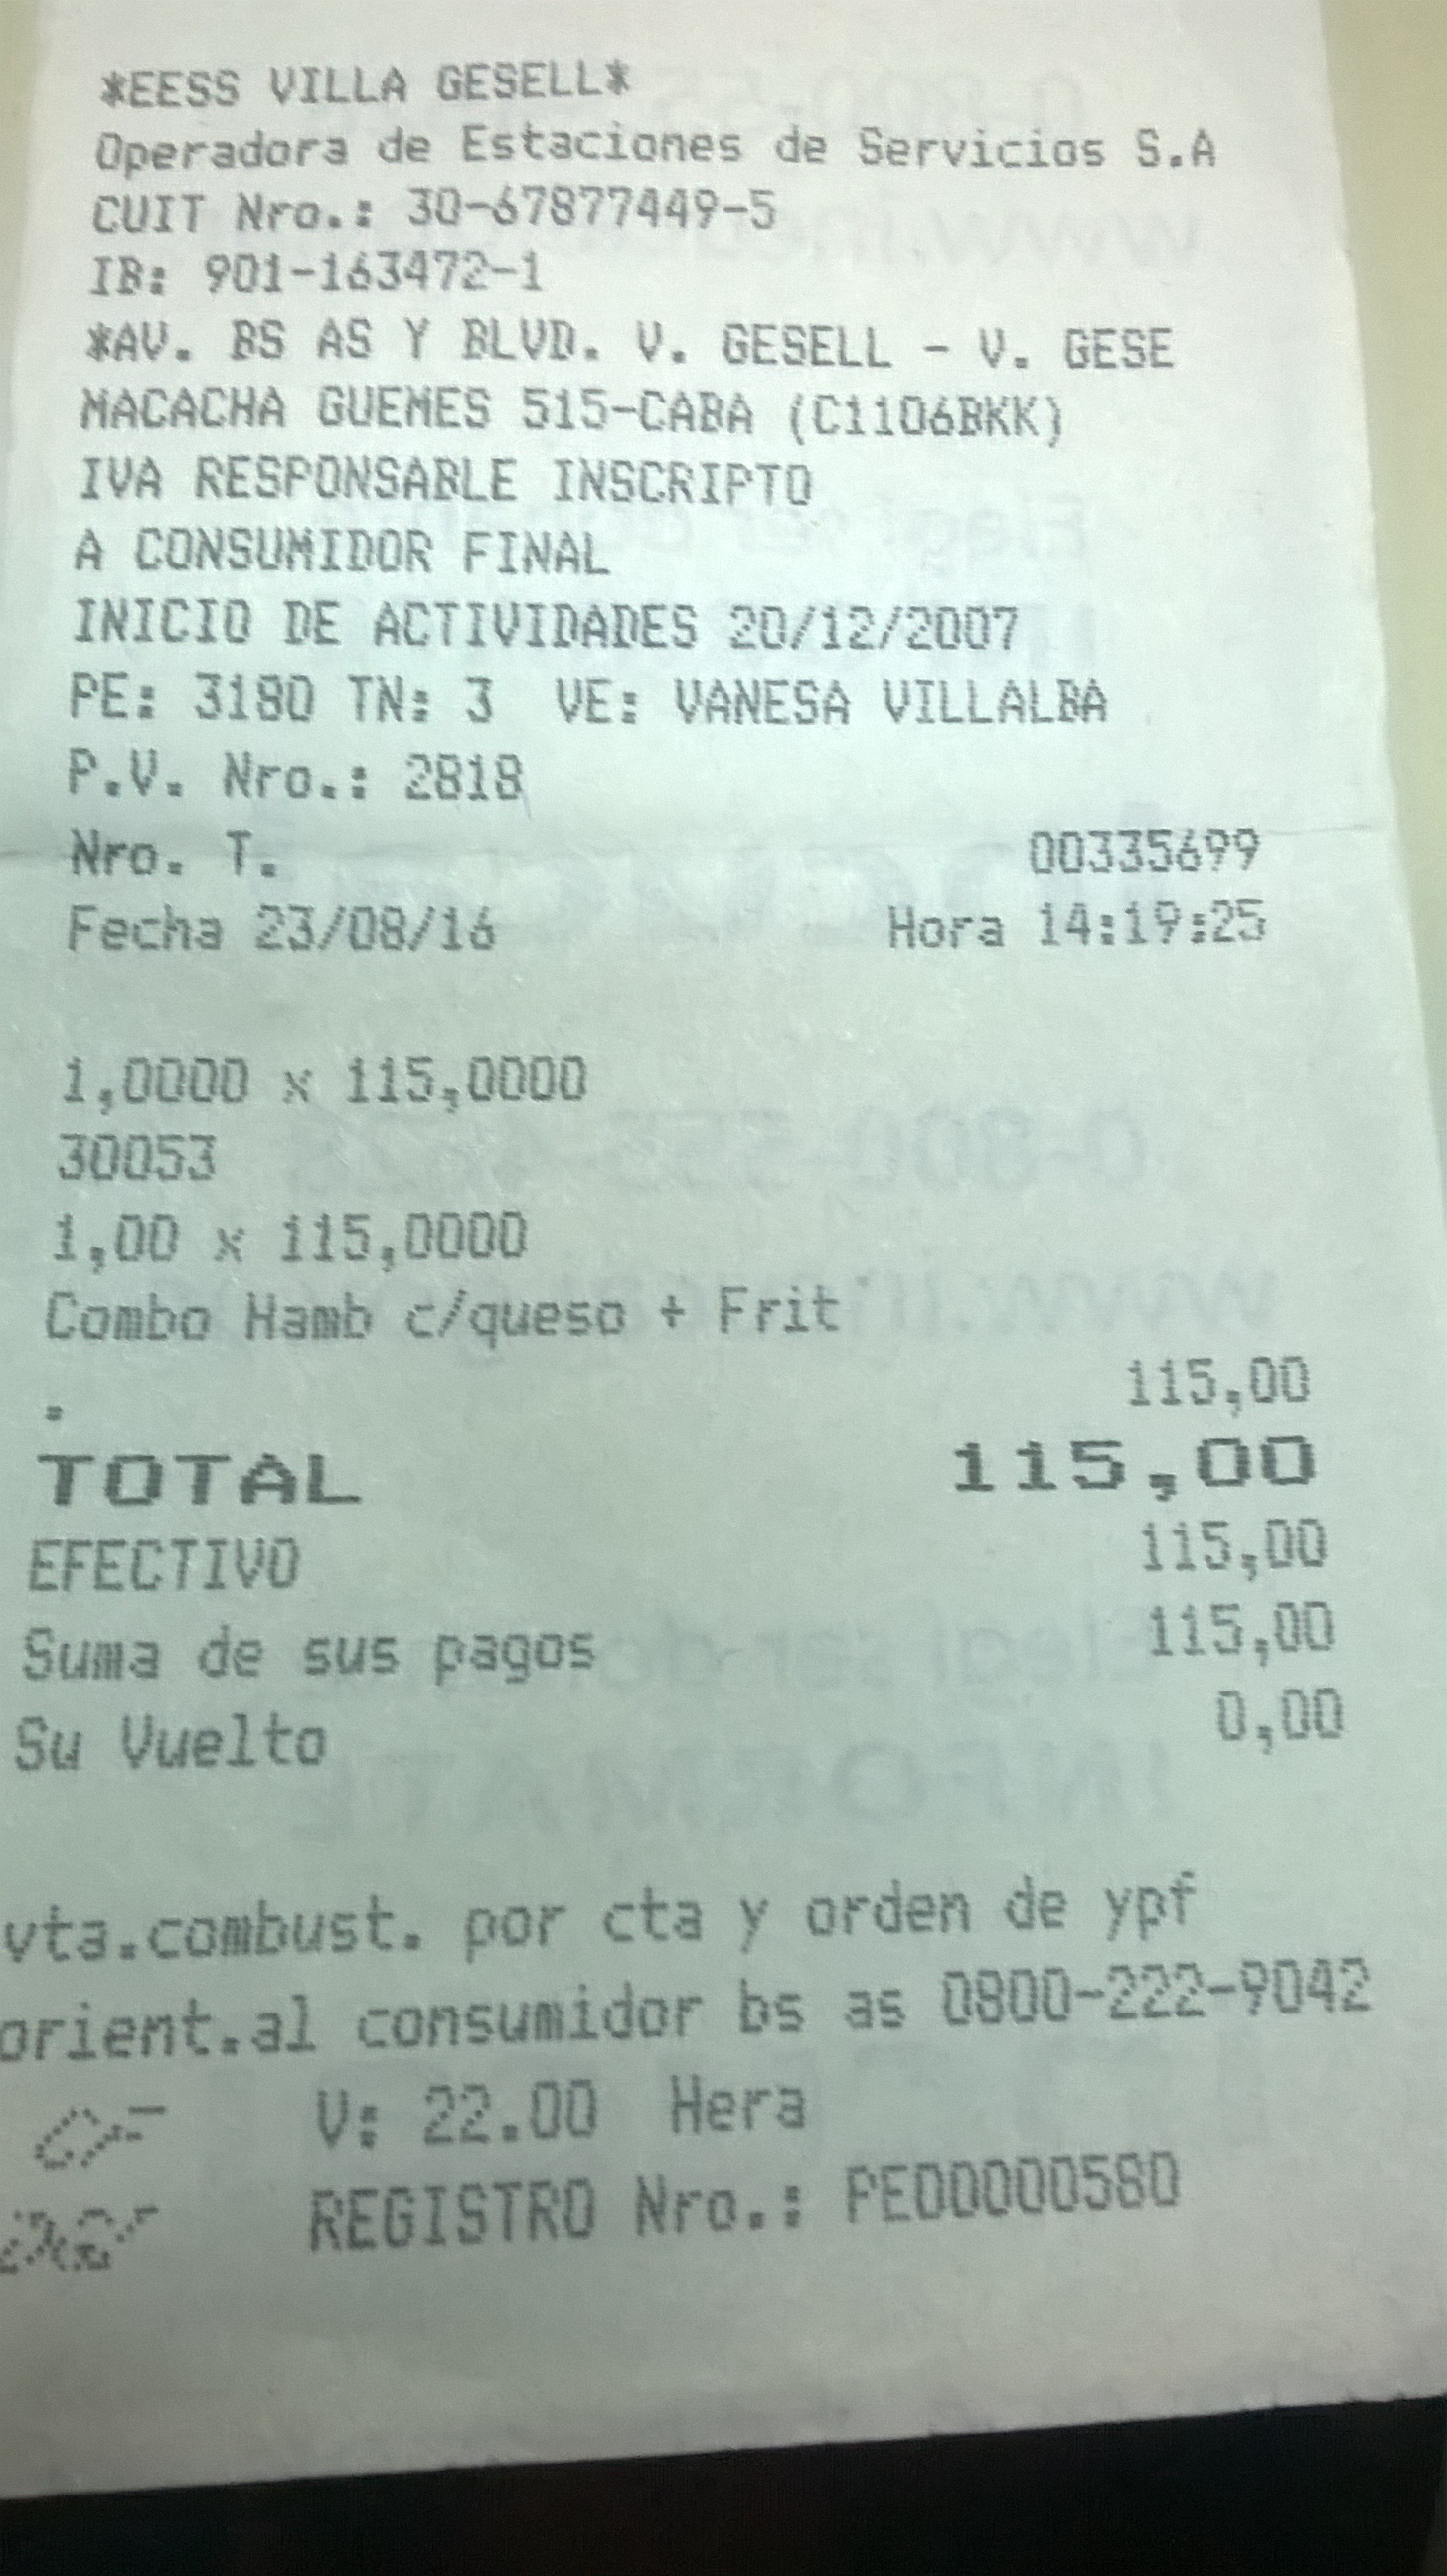 *EESS VILLA GESELL*
Operadora de Estaciones de Servicios S.A
CUIT Nro.: 30-67877449-5
IB: 901-163472-1
*AV. BS AS Y BLVD. V. GESELL - V. GESE
MACACHA GUEMES 515-CABA (C1106BKK)
IVA RESPONSABLE INSCRIPTO
A CONSUMIDOR FINAL
INICIO DE ACTIVIDADES 20/12/2007
PE: 3180 TN: 3 VE: VANESA VILLALBA
P.V. Nro.: 2818
Nro. T. 00335699
Fecha 23/08/16 Hora 14:19:25
1,0000 x 115,0000
30053
1,00 x 115,0000
Combo Hamb c/queso + Frit
115,00
.
TOTAL 115,00
EFECTIVO 115,00
Suma de sus pagos 115,00
Su Vuelto 0,00
vta.combust. por cta y orden de ypf
orient.al consumidor bs as 0800-222-9042
CF V: 22.00 Hera
REGISTRO Nro.: PEO0000580